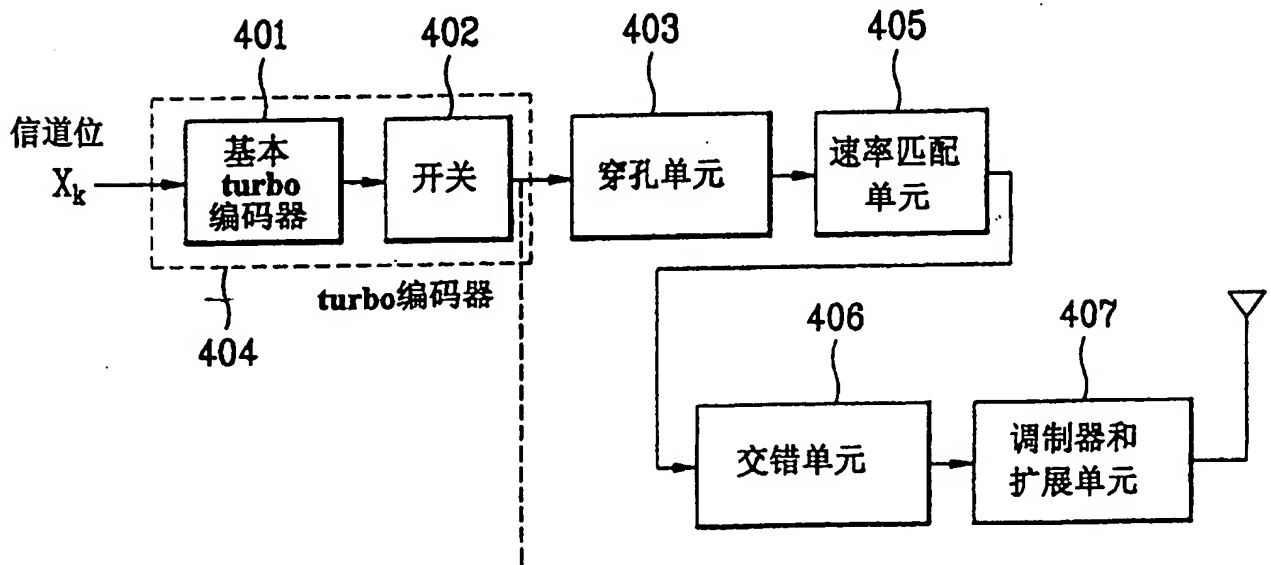 401
402
403
405
信道位
X_k
基本
turbo
编码器
开关
穿孔单元
速率匹配
单元
turbo编码器
404
406
407
交错单元
调制器和
扩展单元